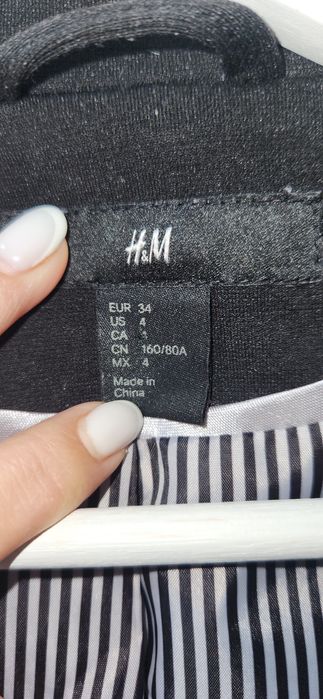 H&M
EUR 34
US 4
CA
CN 160/80A
MX 4
Made in
China